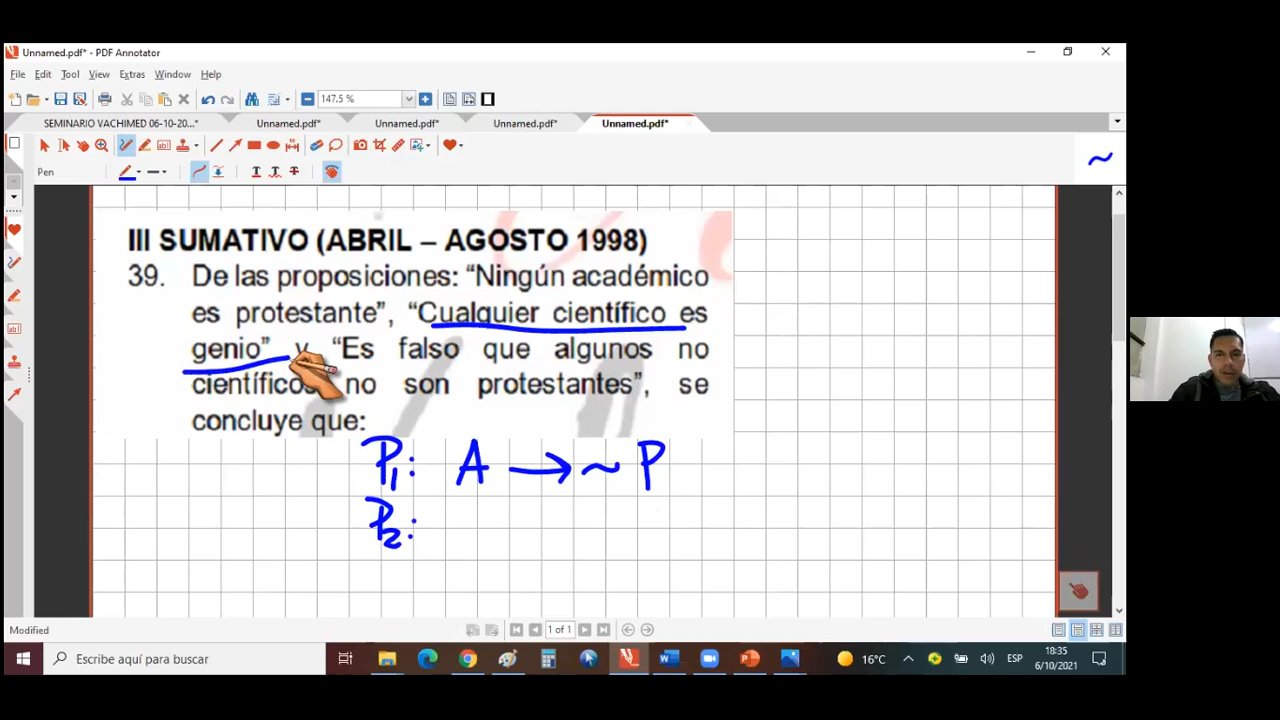 Unnamed.pdf* - PDF Annotator
File Edit Tool View Extras Window Help
147.5 %
SEMINARIO VACHIMED 06-10-20...* Unnamed.pdf* Unnamed.pdf* Unnamed.pdf* Unnamed.pdf*
Pen
~
III SUMATIVO (ABRIL – AGOSTO 1998)
39. De las proposiciones: “Ningún académico
es protestante”, “Cualquier científico es
genio” y “Es falso que algunos no
científicos no son protestantes”, se
concluye que:
P1: A → ~ P
P2:
Modified
1 of 1
Escribe aquí para buscar
16°C ESP 18:35
6/10/2021